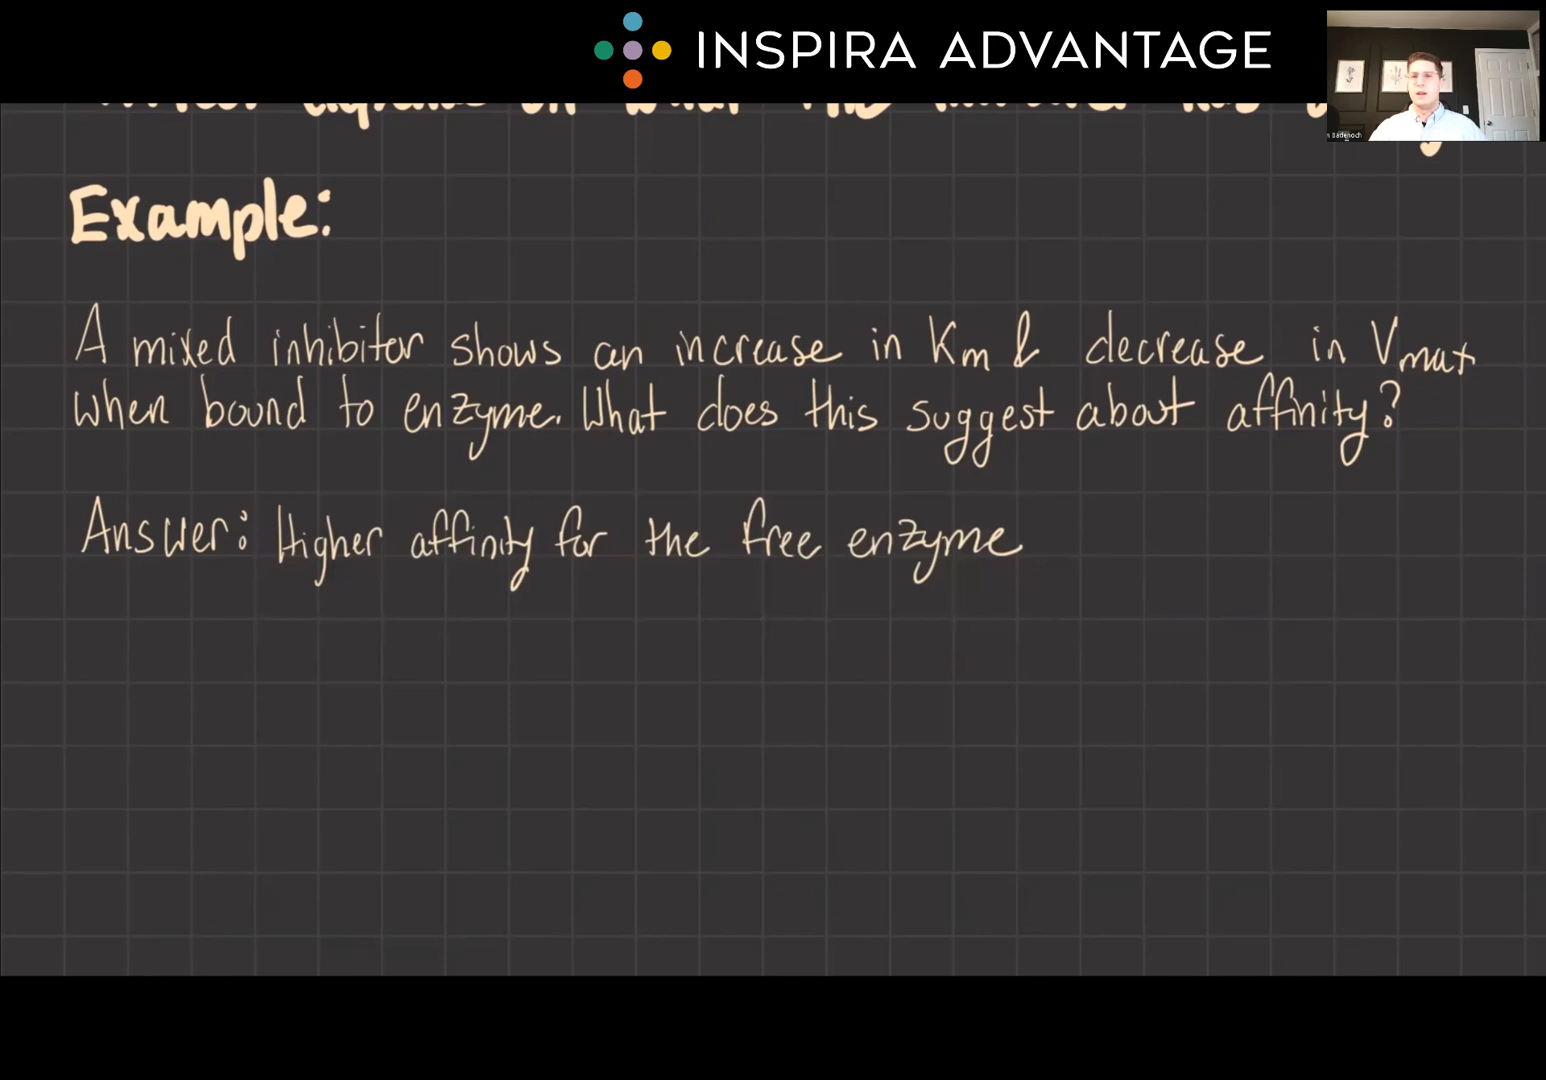 INSPIRA ADVANTAGE
Example:
A mixed inhibitor shows an increase in Km & decrease in Vmax
when bound to enzyme. What does this suggest about affinity?
Answer: Higher affinity for the free enzyme